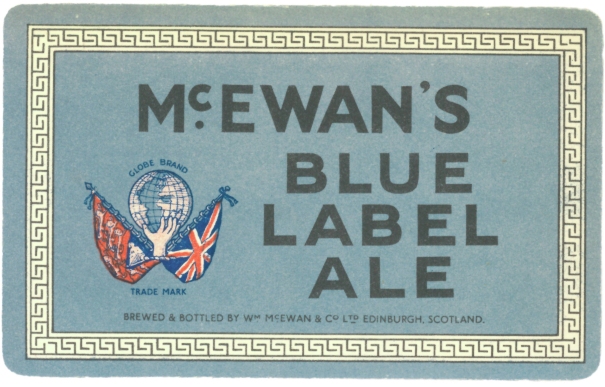 McEWAN'S
BLUE
LABEL
ALE
GLOBE BRAND
TRADE MARK
BREWED & BOTTLED BY WM McEWAN & CO LTD EDINBURGH, SCOTLAND.